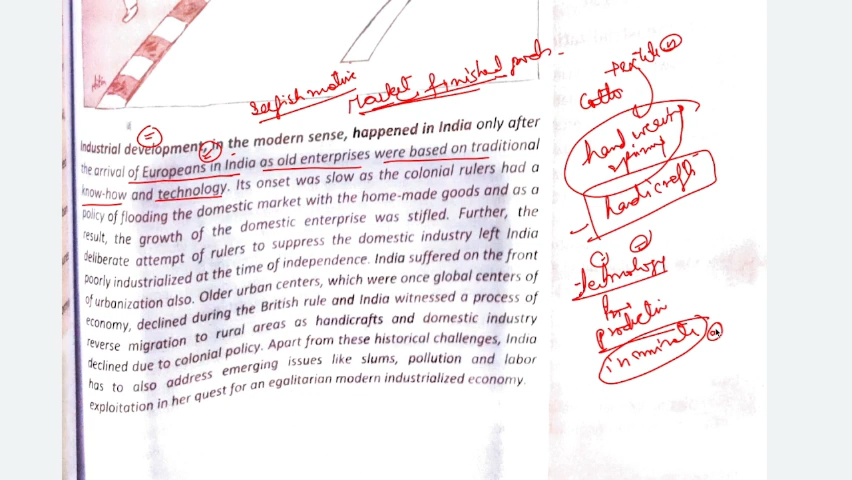 Selfish motive
Market, finished goods
textile
Cotto
hand weaving
spinning
handicraft
technology
production
Industrial development, in the modern sense, happened in India only after
the arrival of Europeans in India as old enterprises were based on traditional
know-how and technology. Its onset was slow as the colonial rulers had a
policy of flooding the domestic market with the home-made goods and as a
result, the growth of the domestic enterprise was stifled. Further, the
deliberate attempt of rulers to suppress the domestic industry left India
poorly industrialized at the time of independence. India suffered on the front
of urbanization also. Older urban centers, which were once global centers of
economy, declined during the British rule and India witnessed a process of
reverse migration to rural areas as handicrafts and domestic industry
declined due to colonial policy. Apart from these historical challenges, India
has to also address emerging issues like slums, pollution and labor
exploitation in her quest for an egalitarian modern industrialized economy.